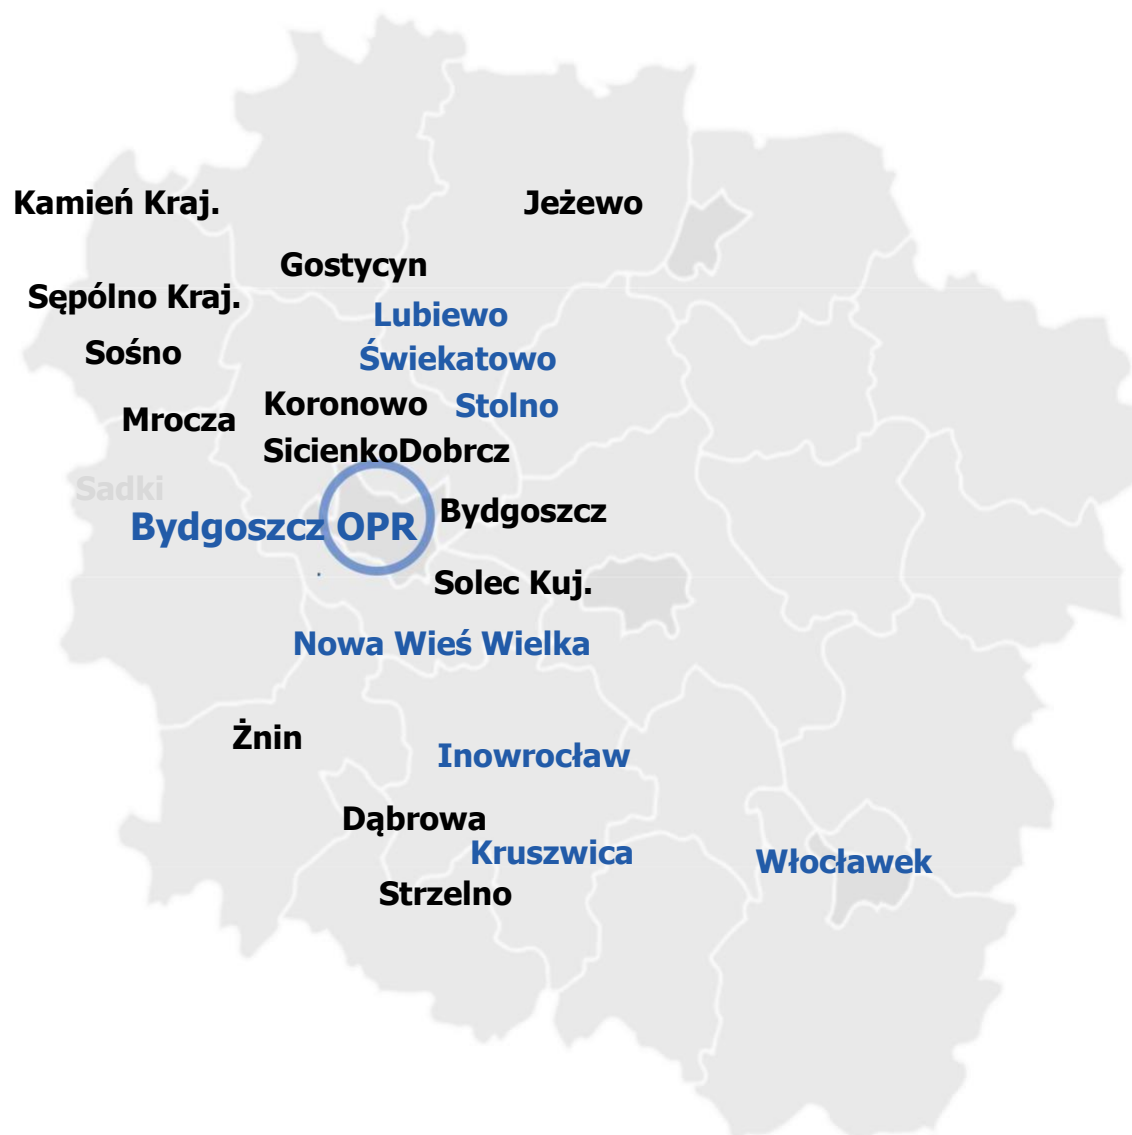 Kamień Kraj.
Jeżewo
Gostycyn
Sępólno Kraj.
Lubiewo
Sośno
Świekatowo
Koronowo
Stolno
Mrocza
SicienkoDobrcz
Sadki
Bydgoszcz
Bydgoszcz OPR
Solec Kuj.
Nowa Wieś Wielka
Żnin
Inowrocław
Dąbrowa
Kruszwica
Włocławek
Strzelno